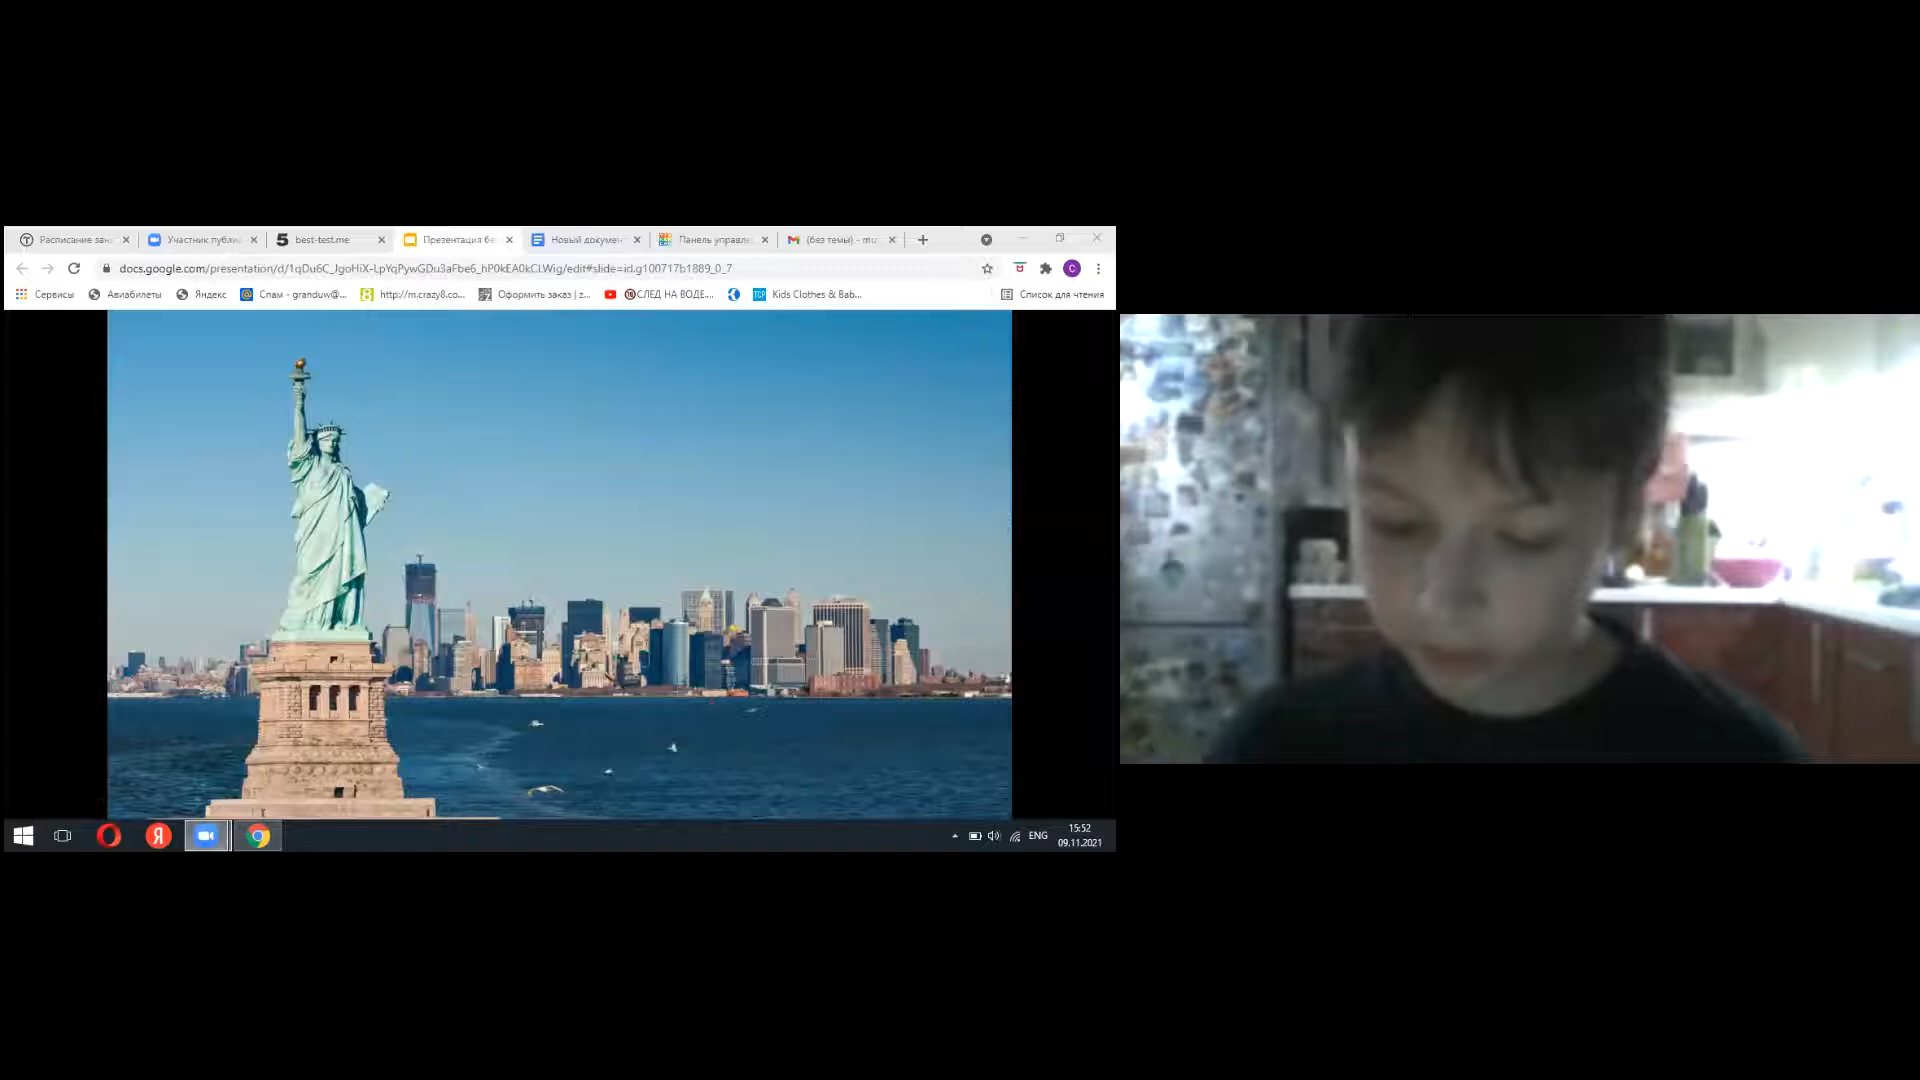 Расписание зан
Участник публи
best-test.me
Презентация бе
Новый докумен
Панель управле
(без темы) - mu
docs.google.com/presentation/d/1qDu6C_JgoHiX-LpYqPywGDu3aFbe6_hP0kEA0kCLWig/edit#slide=id.g100717b1889_0_7
C
Сервисы
Авиабилеты
Яндекс
Спам - granduw@...
http://m.crazy8.co...
Оформить заказ | z...
СЛЕД НА ВОДЕ....
TCP
Kids Clothes & Bab...
Список для чтения
Я
ENG
15:52
09.11.2021